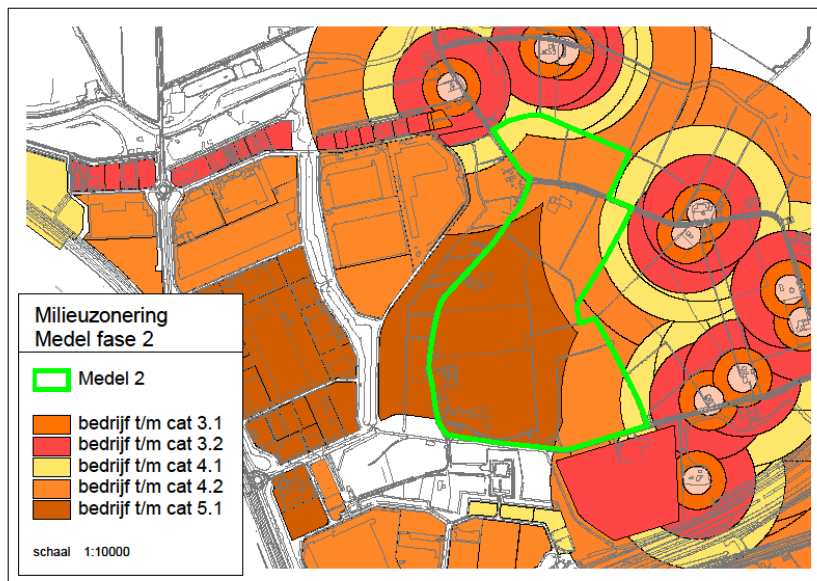 Milieuzonering
Medel fase 2
Medel 2
bedrijf t/m cat 3.1
bedrijf t/m cat 3.2
bedrijf t/m cat 4.1
bedrijf t/m cat 4.2
bedrijf t/m cat 5.1
schaal 1:10000